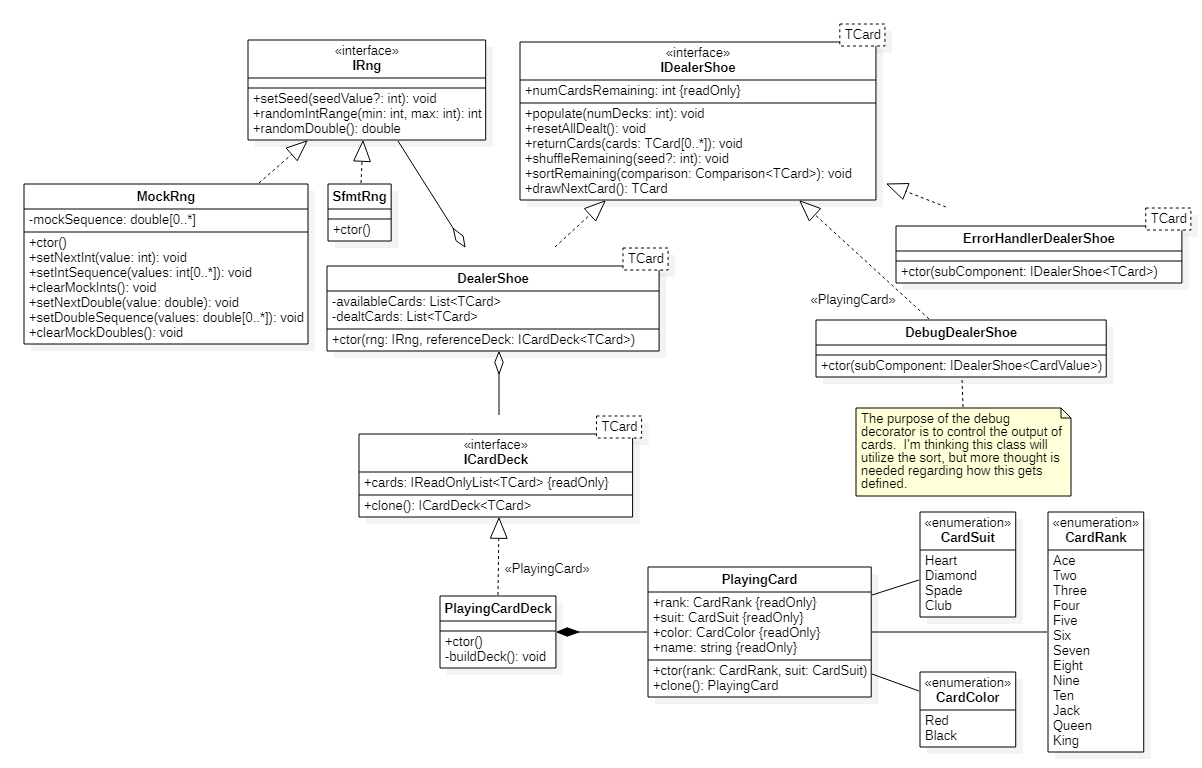 «interface»
IRng
+setSeed(seedValue?: int): void
+randomIntRange(min: int, max: int): int
+randomDouble(): double
TCard
«interface»
IDealerShoe
+numCardsRemaining: int {readOnly}
+populate(numDecks: int): void
+resetAllDealt(): void
+returnCards(cards: TCard[0..*]): void
+shuffleRemaining(seed?: int): void
+sortRemaining(comparison: Comparison<TCard>): void
+drawNextCard(): TCard
MockRng
-mockSequence: double[0..*]
+ctor()
+setNextInt(value: int): void
+setIntSequence(values: int[0..*]): void
+clearMockInts(): void
+setNextDouble(value: double): void
+setDoubleSequence(values: double[0..*]): void
+clearMockDoubles(): void
SfmtRng
+ctor()
TCard
ErrorHandlerDealerShoe
+ctor(subComponent: IDealerShoe<TCard>)
TCard
DealerShoe
-availableCards: List<TCard>
-dealtCards: List<TCard>
+ctor(rng: IRng, referenceDeck: ICardDeck<TCard>)
«PlayingCard»
DebugDealerShoe
+ctor(subComponent: IDealerShoe<CardValue>)
The purpose of the debug
decorator is to control the output of
cards.  I'm thinking this class will
utilize the sort, but more thought is
needed regarding how this gets
defined.
TCard
«interface»
ICardDeck
+cards: IReadOnlyList<TCard> {readOnly}
+clone(): ICardDeck<TCard>
«PlayingCard»
PlayingCardDeck
+ctor()
-buildDeck(): void
PlayingCard
+rank: CardRank {readOnly}
+suit: CardSuit {readOnly}
+color: CardColor {readOnly}
+name: string {readOnly}
+ctor(rank: CardRank, suit: CardSuit)
+clone(): PlayingCard
«enumeration»
CardSuit
Heart
Diamond
Spade
Club
«enumeration»
CardColor
Red
Black
«enumeration»
CardRank
Ace
Two
Three
Four
Five
Six
Seven
Eight
Nine
Ten
Jack
Queen
King